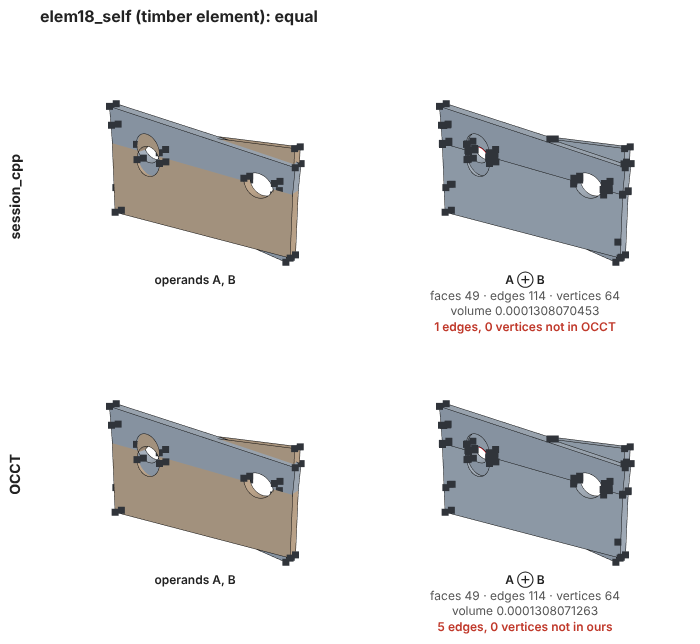 elem18_self (timber element): equal
session_cpp
operands A, B
A ⊕ B
faces 49 · edges 114 · vertices 64
volume 0.0001308070453
1 edges, 0 vertices not in OCCT
OCCT
operands A, B
A ⊕ B
faces 49 · edges 114 · vertices 64
volume 0.0001308071263
5 edges, 0 vertices not in ours